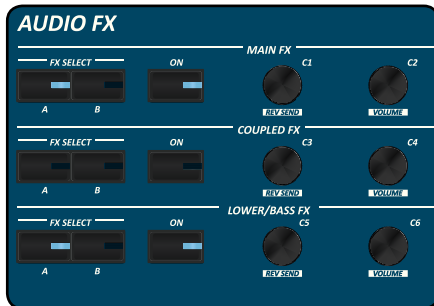 AUDIO FX
MAIN FX
FX SELECT ON C1 C2
A B REV SEND VOLUME
COUPLED FX
FX SELECT ON C3 C4
A B REV SEND VOLUME
LOWER/BASS FX
FX SELECT ON C5 C6
A B REV SEND VOLUME